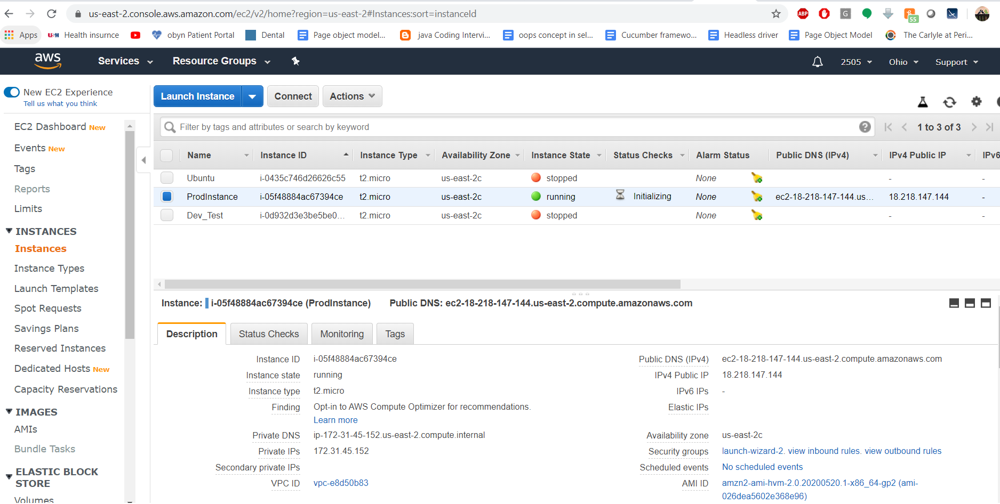 us-east-2.console.aws.amazon.com/ec2/v2/home?region=us-east-2#Instances:sort=instanceId
ABP G 55
Apps USH Health insurnce obyn Patient Portal Dental Page object model... java Coding Intervi... oops concept in sel... Cucumber framewo... Headless driver Page Object Model The Carlyle at Peri...
aws Services Resource Groups 2505 Ohio Support
New EC2 Experience
Tell us what you think
EC2 Dashboard New
Events New
Tags
Reports
Limits
INSTANCES
Instances
Instance Types
Launch Templates
Spot Requests
Savings Plans
Reserved Instances
Dedicated Hosts New
Capacity Reservations
IMAGES
AMIs
Bundle Tasks
ELASTIC BLOCK
STORE
Volumes
Launch Instance Connect Actions
Filter by tags and attributes or search by keyword ? 1 to 3 of 3
Name Instance ID Instance Type Availability Zone Instance State Status Checks Alarm Status Public DNS (IPv4) IPv4 Public IP IPv6
Ubuntu i-0435c746d26626c55 t2.micro us-east-2c stopped None - -
ProdInstance i-05f48884ac67394ce t2.micro us-east-2c running Initializing None ec2-18-218-147-144.us... 18.218.147.144 -
Dev_Test i-0d932d3e3be5be0... t2.micro us-east-2c stopped None - -
Instance: i-05f48884ac67394ce (ProdInstance) Public DNS: ec2-18-218-147-144.us-east-2.compute.amazonaws.com
Description Status Checks Monitoring Tags
Instance ID i-05f48884ac67394ce Public DNS (IPv4) ec2-18-218-147-144.us-east-2.compute.amazonaws.com
Instance state running IPv4 Public IP 18.218.147.144
Instance type t2.micro IPv6 IPs -
Finding Opt-in to AWS Compute Optimizer for recommendations. Elastic IPs
Learn more
Private DNS ip-172-31-45-152.us-east-2.compute.internal Availability zone us-east-2c
Private IPs 172.31.45.152 Security groups launch-wizard-2. view inbound rules. view outbound rules
Secondary private IPs Scheduled events No scheduled events
VPC ID vpc-e8d50b83 AMI ID amzn2-ami-hvm-2.0.20200520.1-x86_64-gp2 (ami-
026dea5602e368e96)